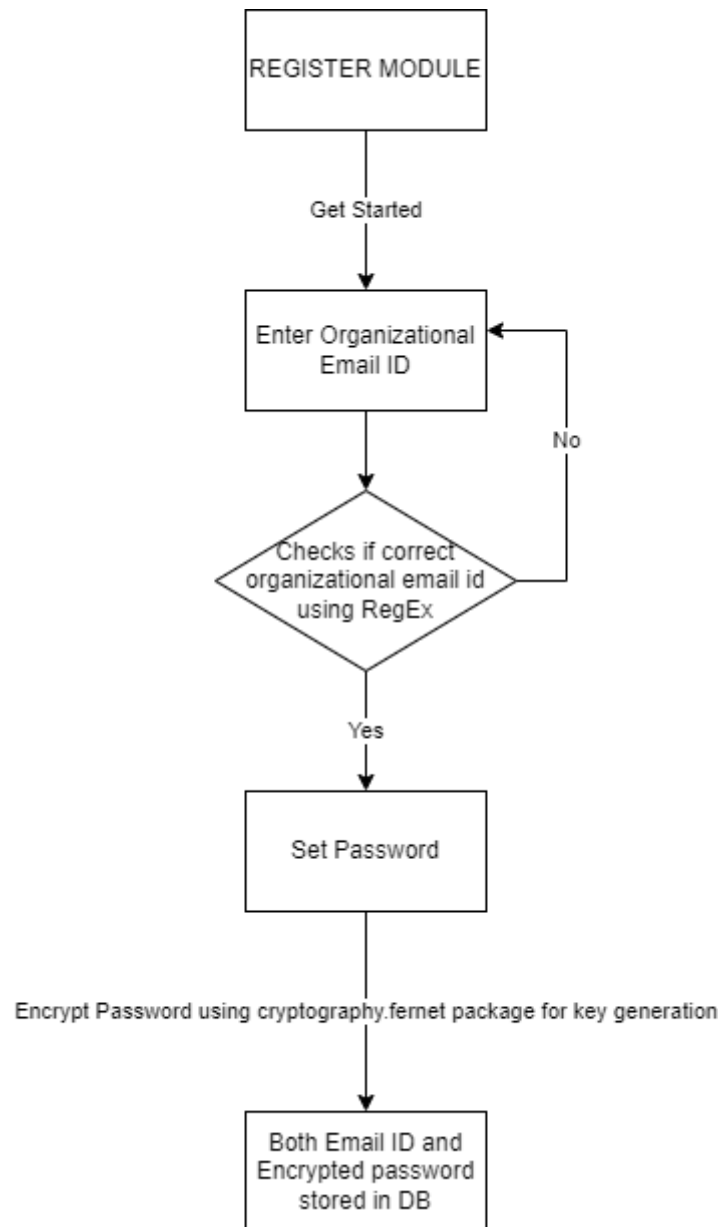 REGISTER MODULE
Get Started
Enter Organizational
Email ID
No
Checks if correct
organizational email id
using RegEx
Yes
Set Password
Encrypt Password using cryptography.fernet package for key generation
Both Email ID and
Encrypted password
stored in DB